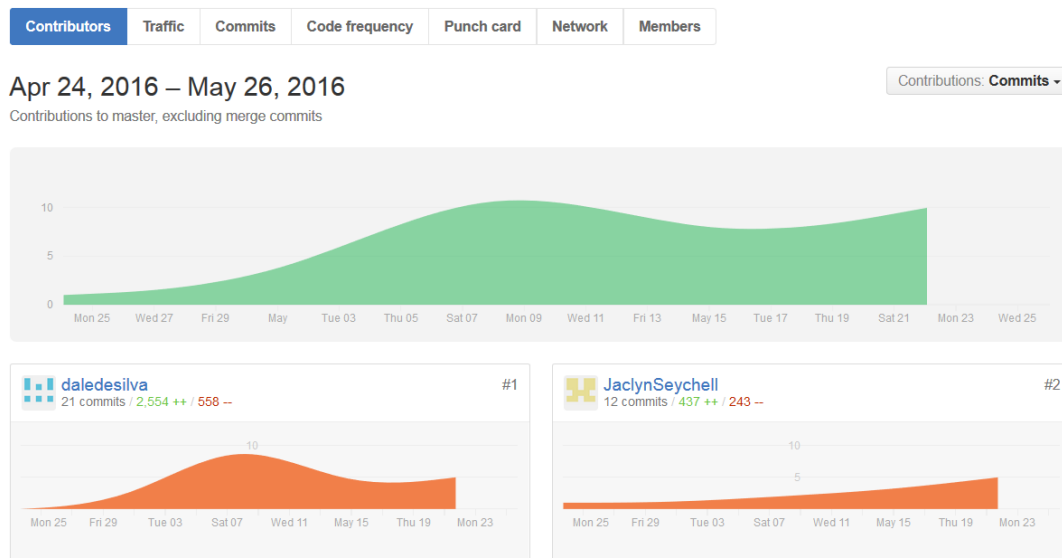 Contributors Traffic Commits Code frequency Punch card Network Members
Apr 24, 2016 – May 26, 2016
Contributions: Commits
Contributions to master, excluding merge commits
10
5
0
Mon 25 Wed 27 Fri 29 May Tue 03 Thu 05 Sat 07 Mon 09 Wed 11 Fri 13 May 15 Tue 17 Thu 19 Sat 21 Mon 23 Wed 25
daledesilva #1
21 commits / 2,554 ++ / 558 --
10
Mon 25 Fri 29 Tue 03 Sat 07 Wed 11 May 15 Thu 19 Mon 23
JaclynSeychell #2
12 commits / 437 ++ / 243 --
10
5
Mon 25 Fri 29 Tue 03 Sat 07 Wed 11 May 15 Thu 19 Mon 23